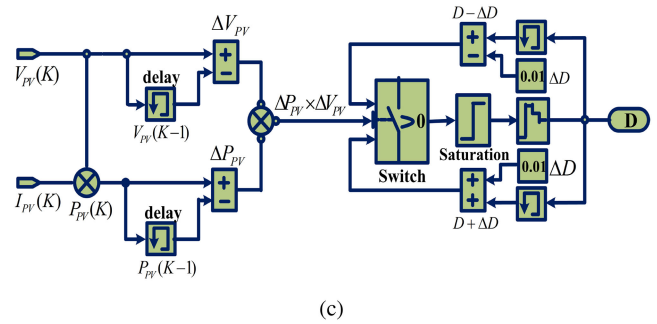 ΔV_PV
D−ΔD
V_PV(K)
delay
0.01 ΔD
V_PV(K−1)
ΔP_PV×ΔV_PV
0
D
Saturation
ΔP_PV
Switch
0.01 ΔD
I_PV(K)
P_PV(K)
delay
D+ΔD
P_PV(K−1)
(c)